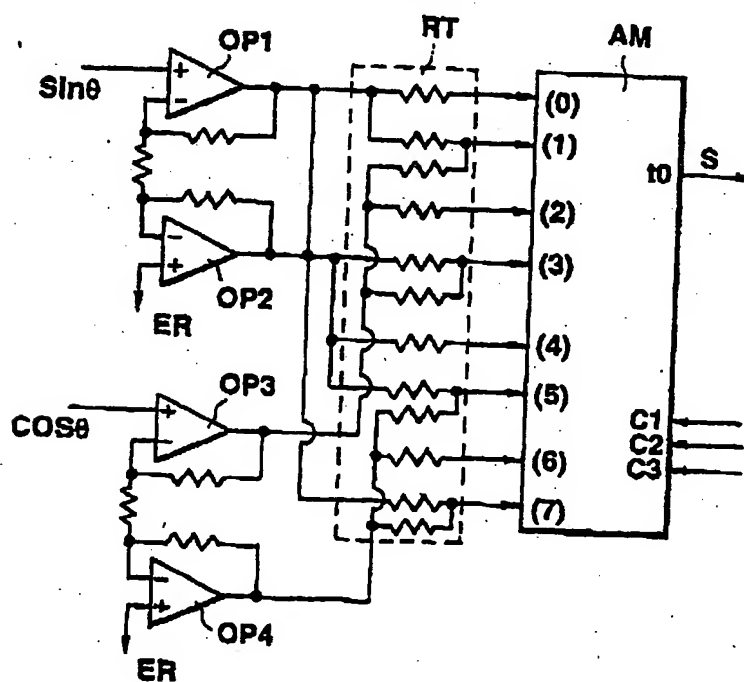 OP1
RT
AM
Sinθ
(0)
(1)
t0
S
(2)
(3)
OP2
ER
(4)
OP3
(5)
COSθ
C1
C2
(6)
C3
(7)
OP4
ER